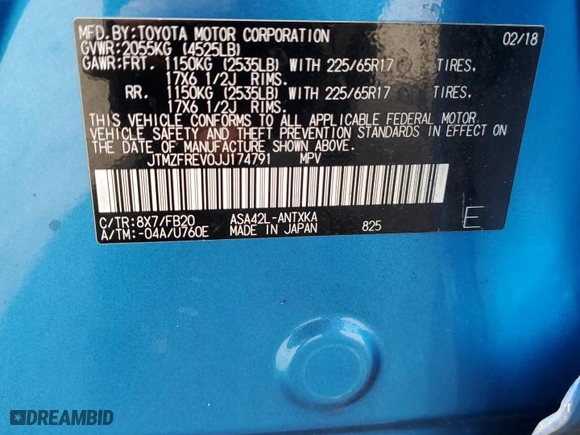 MFD.BY:TOYOTA MOTOR CORPORATION 02/18
GVWR:2055KG (4525LB)
GAWR:FRT. 1150KG (2535LB) WITH 225/65R17 TIRES.
17X6 1/2J RIMS.
RR. 1150KG (2535LB) WITH 225/65R17 TIRES,
17X6 1/2J RIMS.
THIS VEHICLE CONFORMS TO ALL APPLICABLE FEDERAL MOTOR
VEHICLE SAFETY AND THEFT PREVENTION STANDARDS IN EFFECT ON
THE DATE OF MANUFACTURE SHOWN ABOVE.
JTMZFREV0JJ174791 MPV
C/TR:8X7/FB20 ASA42L-ANTXKA
A/TM:-04A/U760E MADE IN JAPAN 825 E
DREAMBID